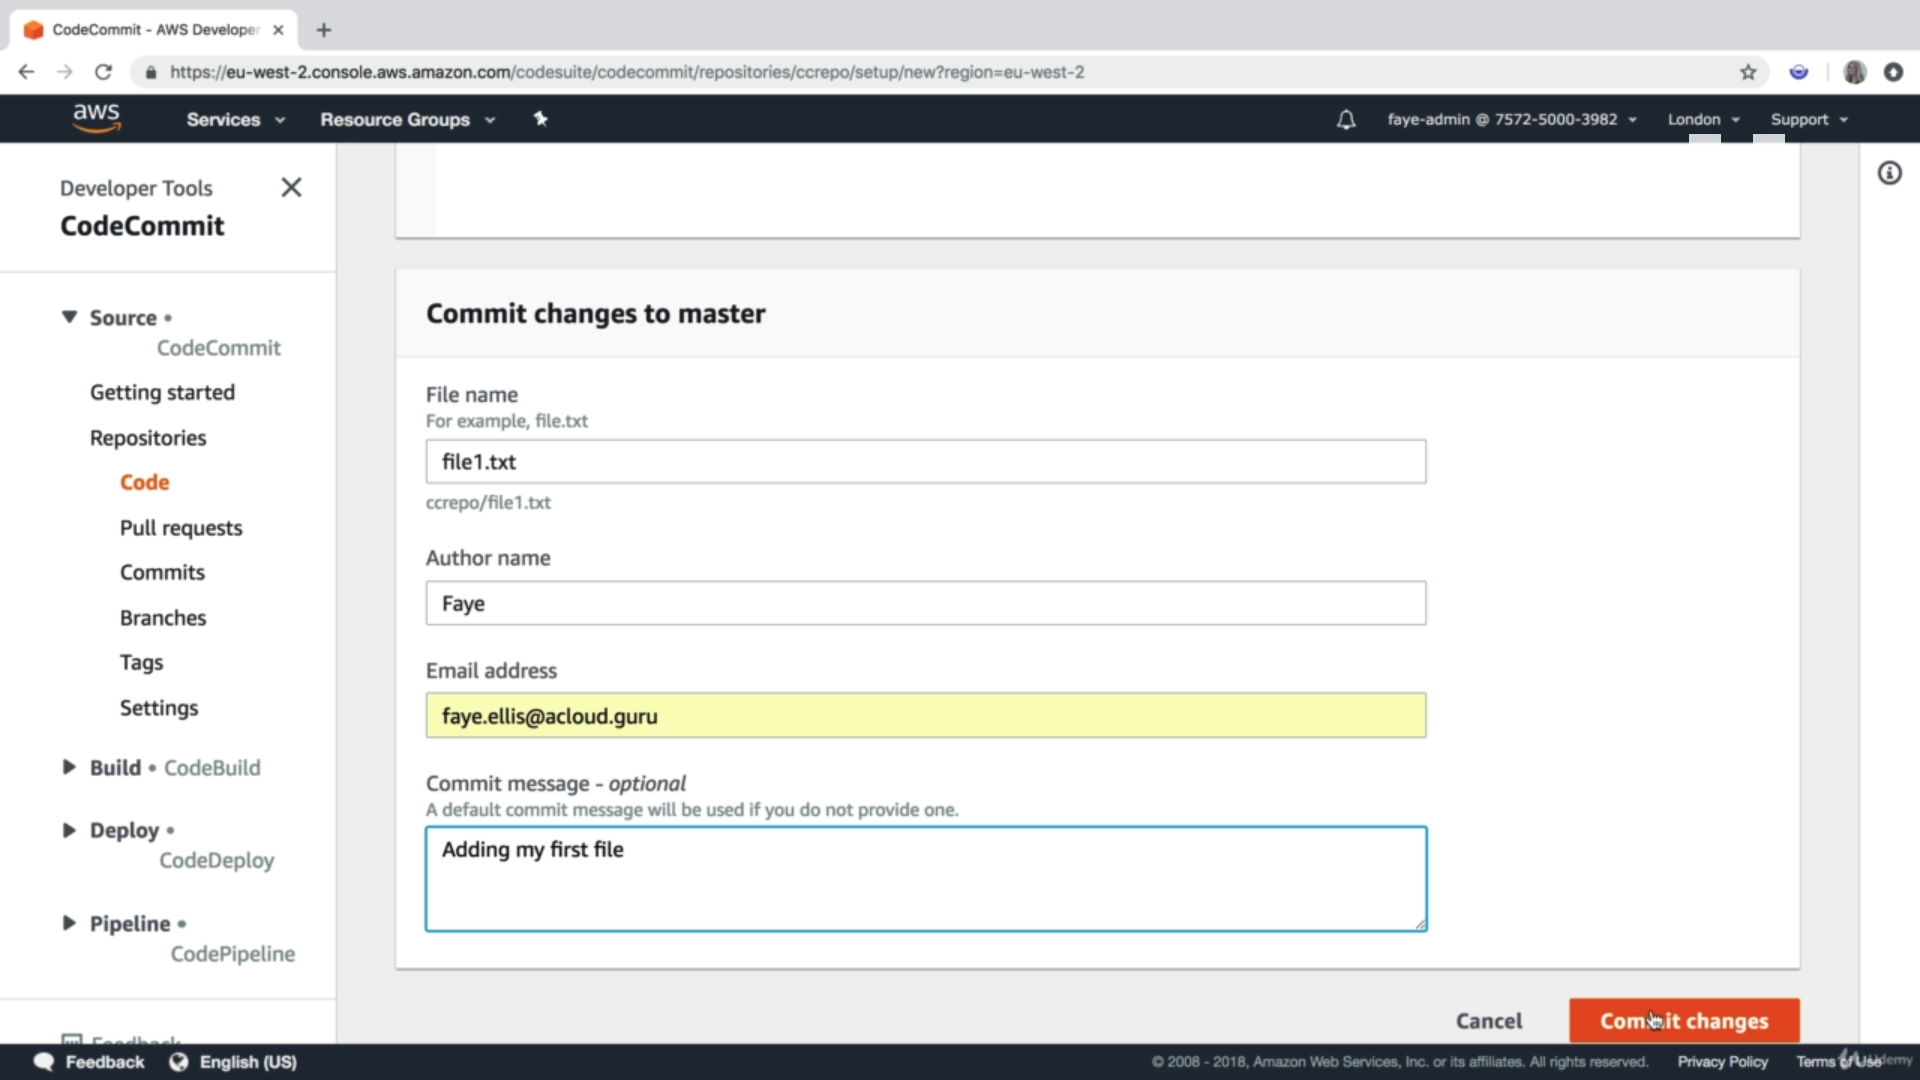 CodeCommit - AWS Developer
https://eu-west-2.console.aws.amazon.com/codesuite/codecommit/repositories/ccrepo/setup/new?region=eu-west-2
aws
Services
Resource Groups
faye-admin @ 7572-5000-3982
London
Support
Developer Tools
CodeCommit
Source •
CodeCommit
Getting started
Repositories
Code
Pull requests
Commits
Branches
Tags
Settings
Build • CodeBuild
Deploy •
CodeDeploy
Pipeline •
CodePipeline
Feedback
Commit changes to master
File name
For example, file.txt
file1.txt
ccrepo/file1.txt
Author name
Faye
Email address
faye.ellis@acloud.guru
Commit message - optional
A default commit message will be used if you do not provide one.
Adding my first file
Cancel
Commit changes
Feedback
English (US)
© 2008 - 2018, Amazon Web Services, Inc. or its affiliates. All rights reserved.
Privacy Policy
Terms of Use